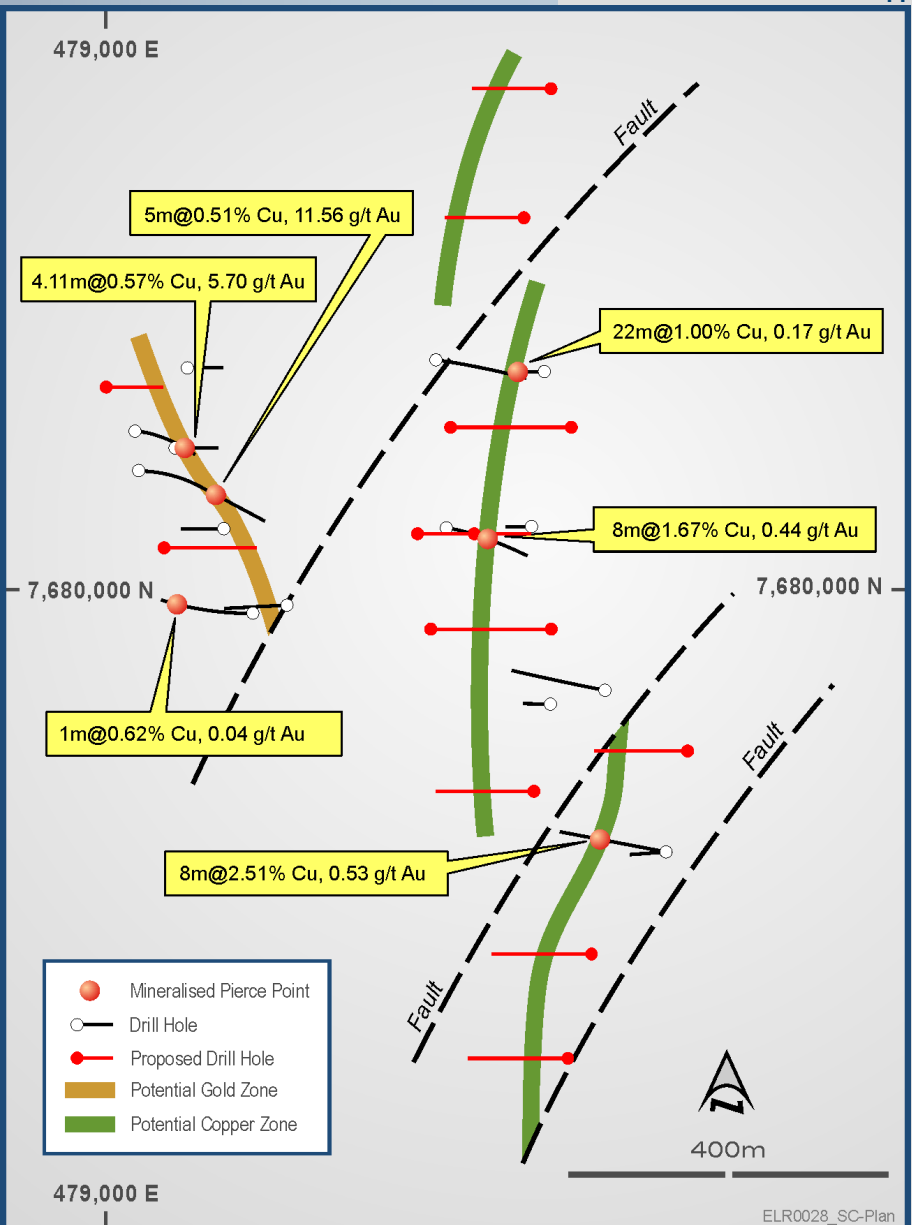 479,000 E
Fault
5m@0.51% Cu, 11.56 g/t Au
4.11m@0.57% Cu, 5.70 g/t Au
22m@1.00% Cu, 0.17 g/t Au
8m@1.67% Cu, 0.44 g/t Au
7,680,000 N
7,680,000 N
1m@0.62% Cu, 0.04 g/t Au
Fault
8m@2.51% Cu, 0.53 g/t Au
Fault
Mineralised Pierce Point
Drill Hole
Proposed Drill Hole
Potential Gold Zone
Potential Copper Zone
N
400m
479,000 E
ELR0028_SC-Plan